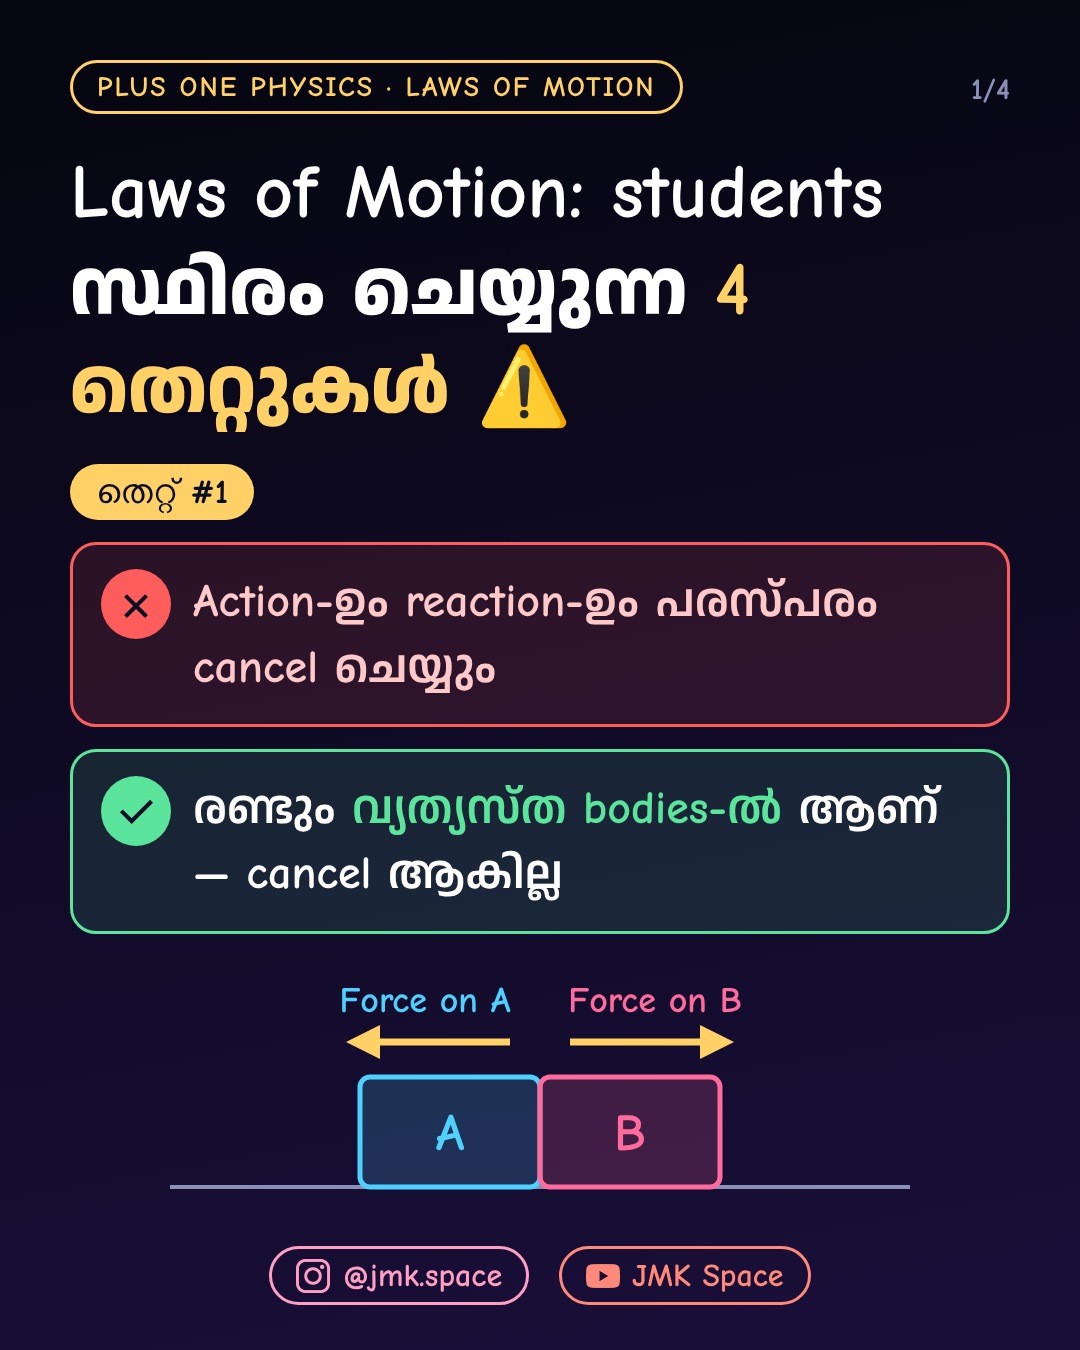 PLUS ONE PHYSICS · LAWS OF MOTION
1/4
Laws of Motion: students
സ്ഥിരം ചെയ്യുന്ന 4
തെറ്റുകൾ ⚠️
തെറ്റ് #1
Action-ഉം reaction-ഉം പരസ്പരം
cancel ചെയ്യും
രണ്ടും വ്യത്യസ്ത bodies-ൽ ആണ്
— cancel ആകില്ല
Force on A
Force on B
A
B
@jmk.space
JMK Space